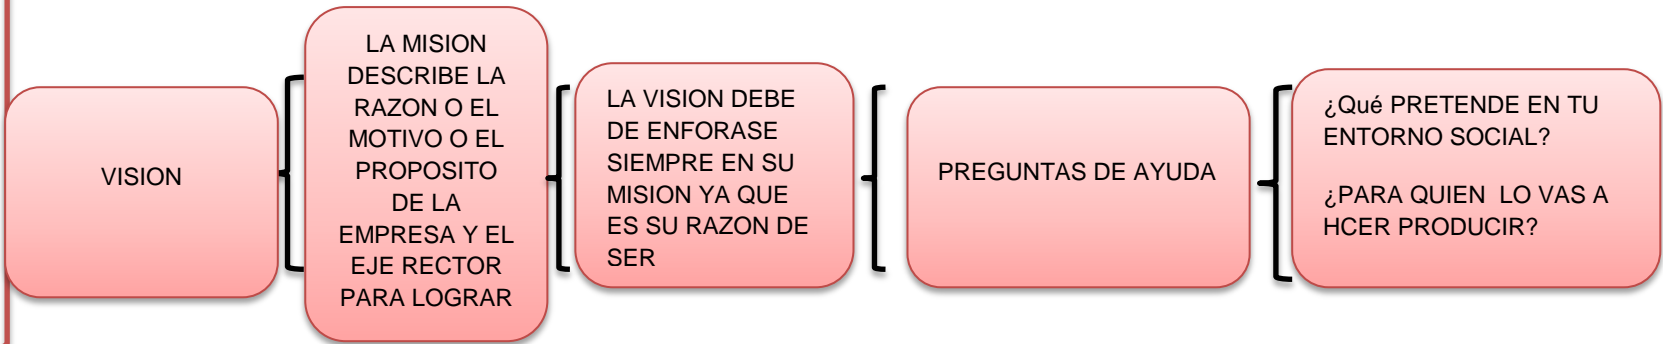 VISION
LA MISION
DESCRIBE LA
RAZON O EL
MOTIVO O EL
PROPOSITO
DE LA
EMPRESA Y EL
EJE RECTOR
PARA LOGRAR
LA VISION DEBE
DE ENFORASE
SIEMPRE EN SU
MISION YA QUE
ES SU RAZON DE
SER
PREGUNTAS DE AYUDA
¿Qué PRETENDE EN TU
ENTORNO SOCIAL?
¿PARA QUIEN  LO VAS A
HCER PRODUCIR?